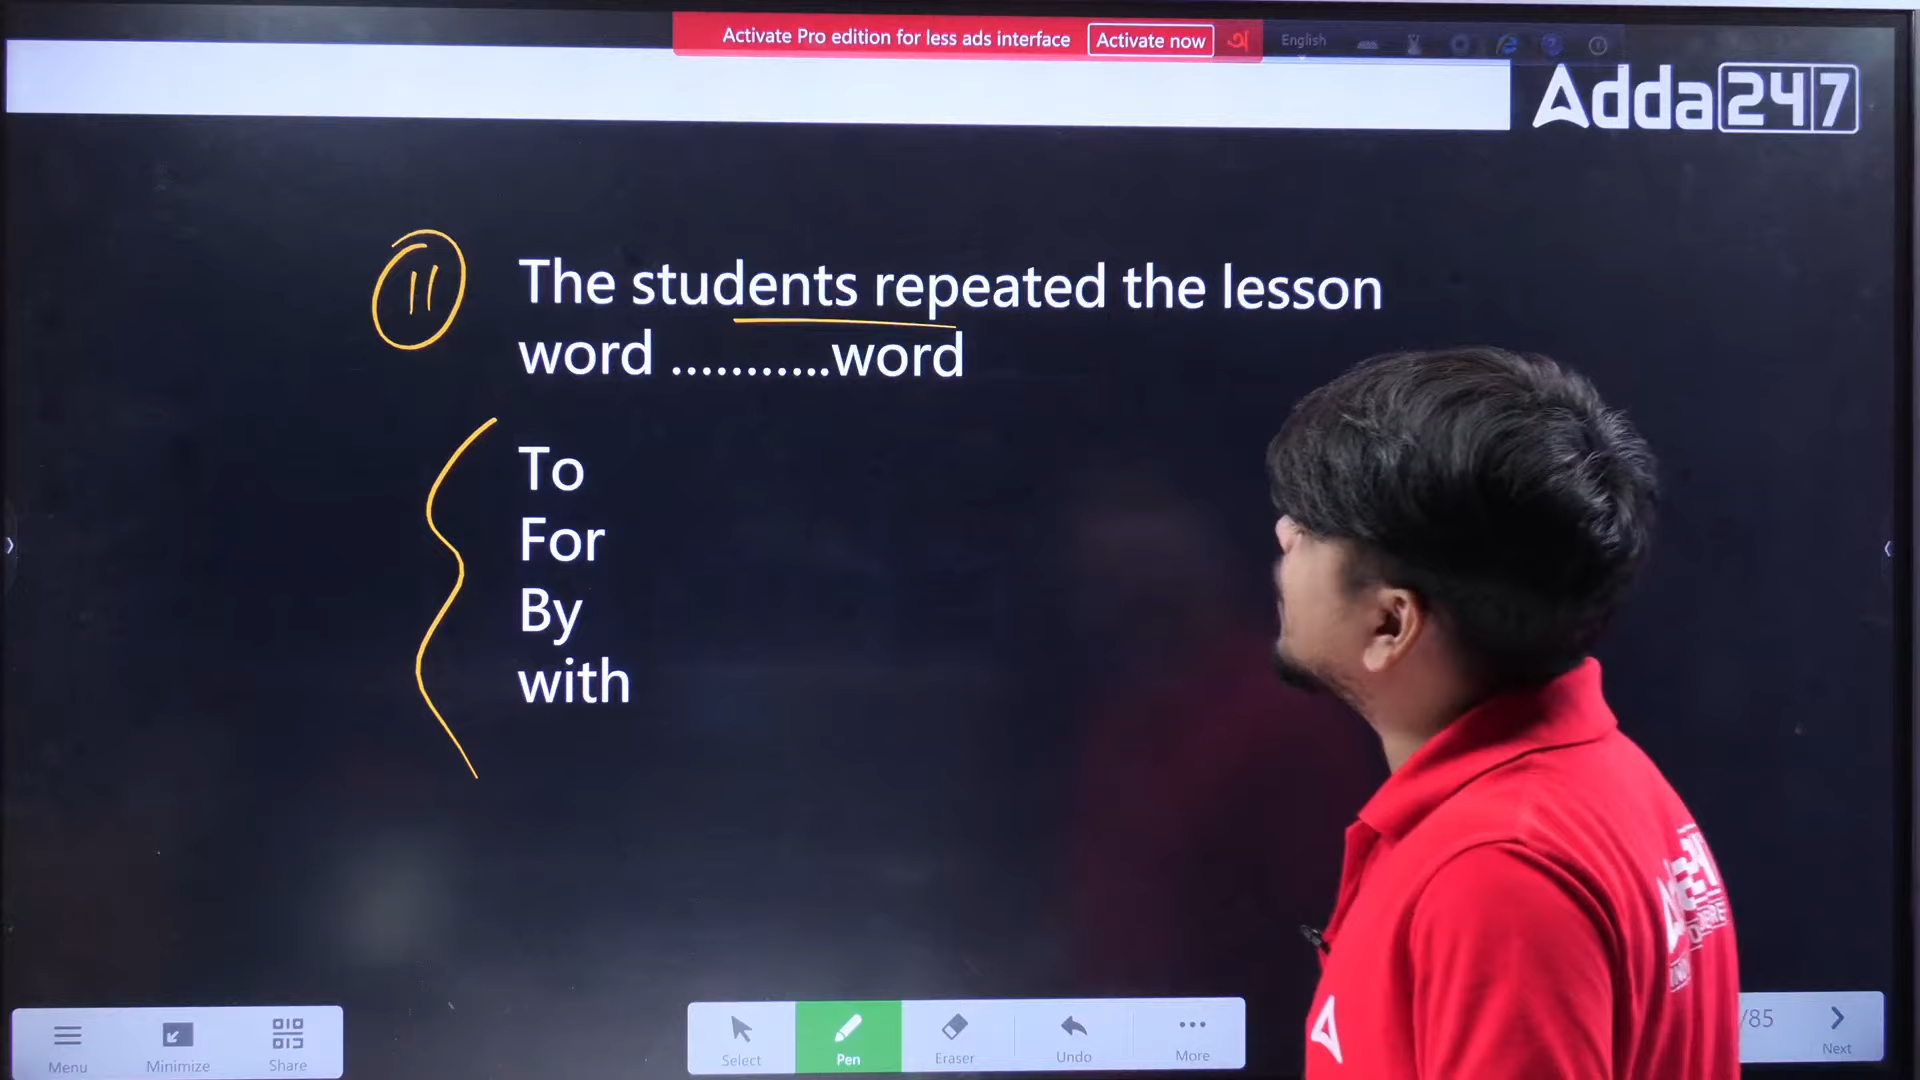 Activate Pro edition for less ads interface Activate now অ English
Adda247
11 The students repeated the lesson
word ...........word
To
For
By
with
Menu Minimize Share Select Pen Eraser Undo More /85 Next